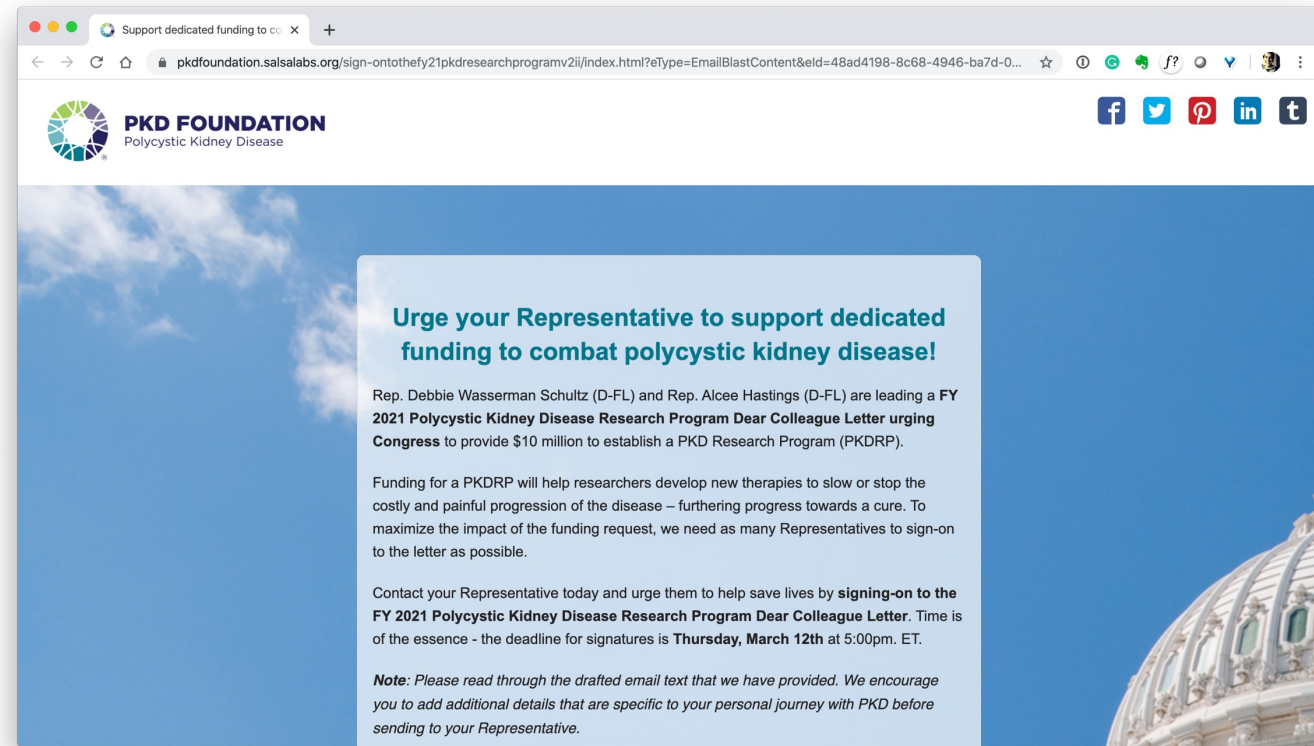 Support dedicated funding to co
pkdfoundation.salsalabs.org/sign-ontothefy21pkdresearchprogramv2ii/index.html?eType=EmailBlastContent&eId=48ad4198-8c68-4946-ba7d-0...
f?
PKD FOUNDATION
Polycystic Kidney Disease
®
Urge your Representative to support dedicated
funding to combat polycystic kidney disease!
Rep. Debbie Wasserman Schultz (D-FL) and Rep. Alcee Hastings (D-FL) are leading a FY
2021 Polycystic Kidney Disease Research Program Dear Colleague Letter urging
Congress to provide $10 million to establish a PKD Research Program (PKDRP).
Funding for a PKDRP will help researchers develop new therapies to slow or stop the
costly and painful progression of the disease – furthering progress towards a cure. To
maximize the impact of the funding request, we need as many Representatives to sign-on
to the letter as possible.
Contact your Representative today and urge them to help save lives by signing-on to the
FY 2021 Polycystic Kidney Disease Research Program Dear Colleague Letter. Time is
of the essence - the deadline for signatures is Thursday, March 12th at 5:00pm. ET.
Note: Please read through the drafted email text that we have provided. We encourage
you to add additional details that are specific to your personal journey with PKD before
sending to your Representative.